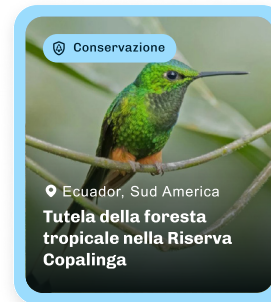 Conservazione
Ecuador, Sud America
Tutela della foresta
tropicale nella Riserva
Copalinga